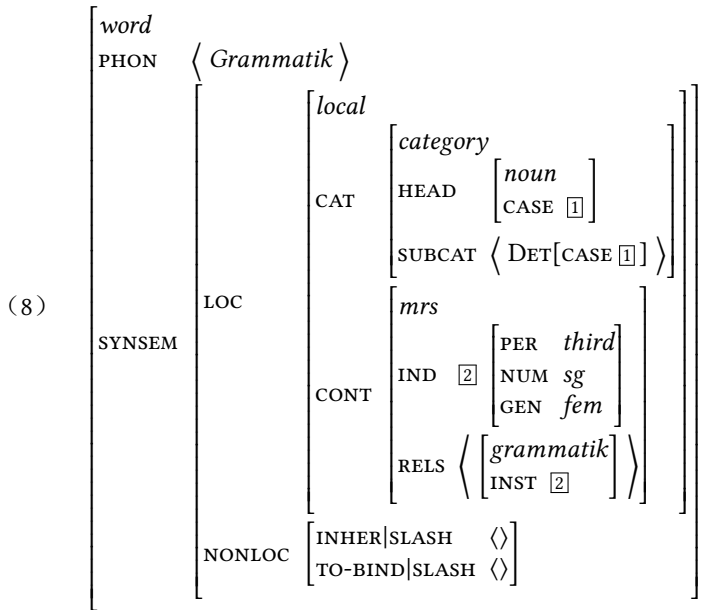 word
PHON ⟨ Grammatik ⟩
local
category
HEAD noun
CASE 1
CAT
SUBCAT ⟨ DET[CASE 1] ⟩
LOC
(8)
mrs
SYNSEM
PER third
IND 2 NUM sg
GEN fem
CONT
RELS ⟨ grammatik
INST 2 ⟩
NONLOC INHER|SLASH ⟨⟩
TO-BIND|SLASH ⟨⟩